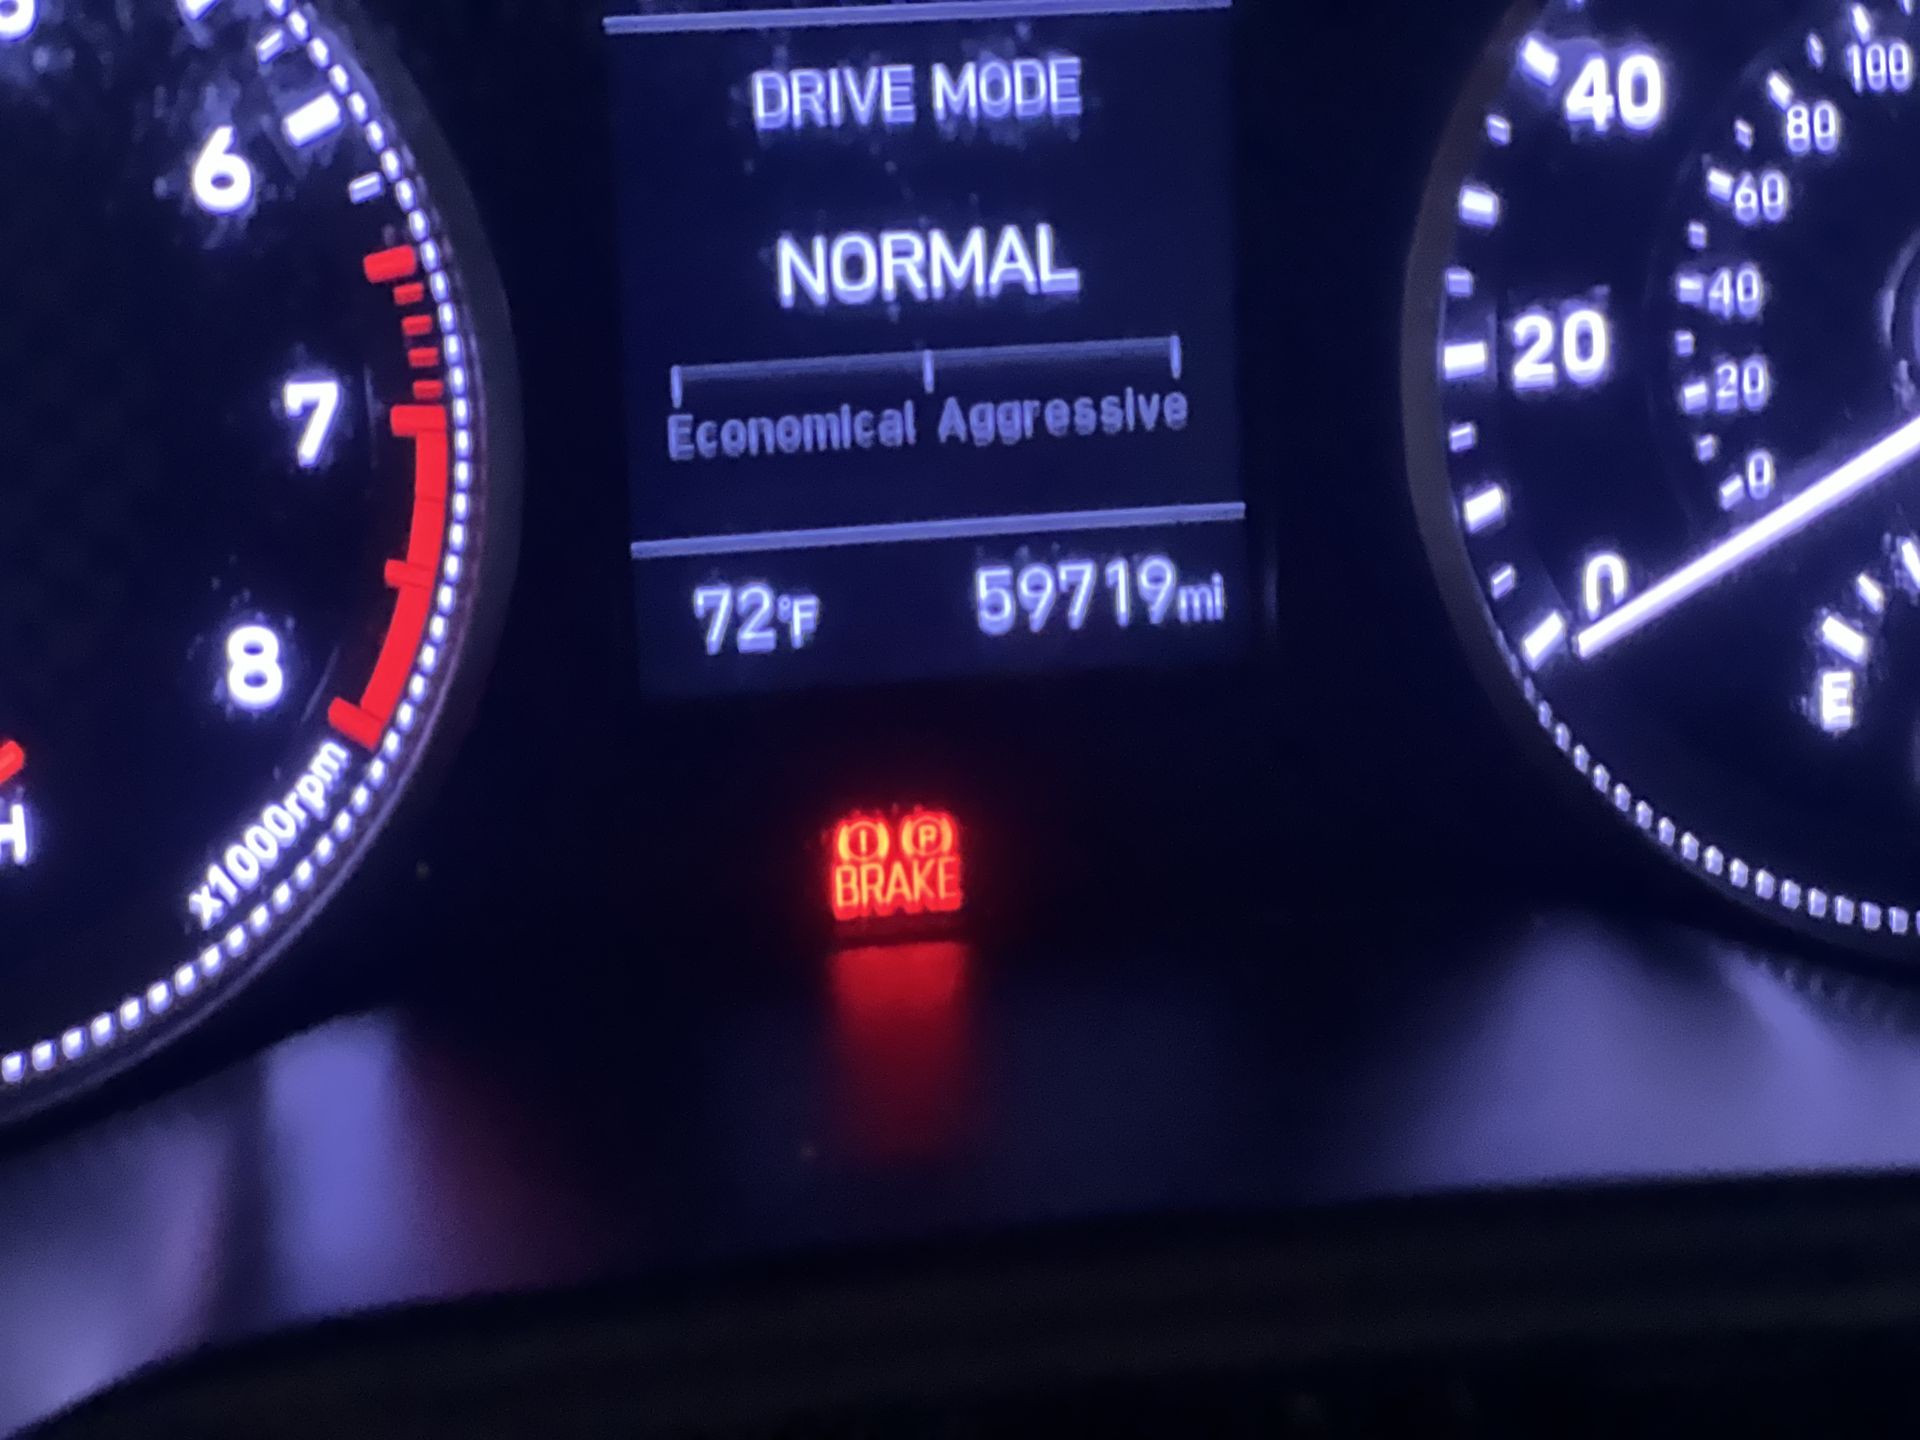 DRIVE MODE
NORMAL
Economical Aggressive
72°F 59719mi
6
7
8
x1000rpm
H
40
20
0
100
80
60
40
20
0
E
(!) (P)
BRAKE